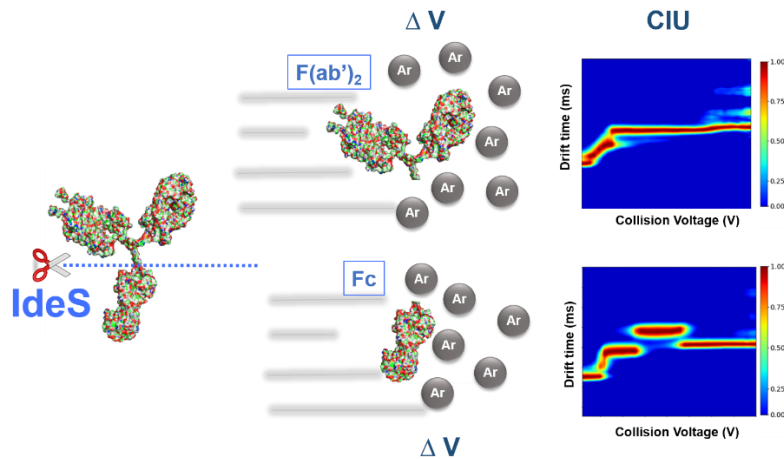 Δ V
CIU
F(ab')₂
Ar
Ar
Ar
Ar
Ar
Ar
Ar
Drift time (ms)
1.00
0.75
0.50
0.25
0.00
Collision Voltage (V)
IdeS
Fc
Ar
Ar
Ar
Ar
Ar
Ar
Drift time (ms)
1.00
0.75
0.50
0.25
0.00
Collision Voltage (V)
Δ V